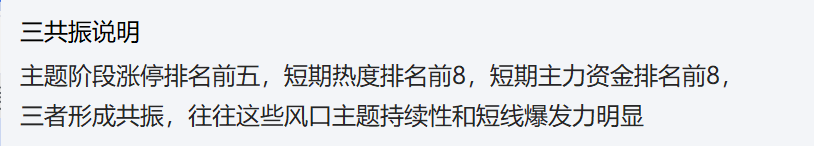 三共振说明
主题阶段涨停排名前五，短期热度排名前8，短期主力资金排名前8，
三者形成共振，往往这些风口主题持续性和短线爆发力明显